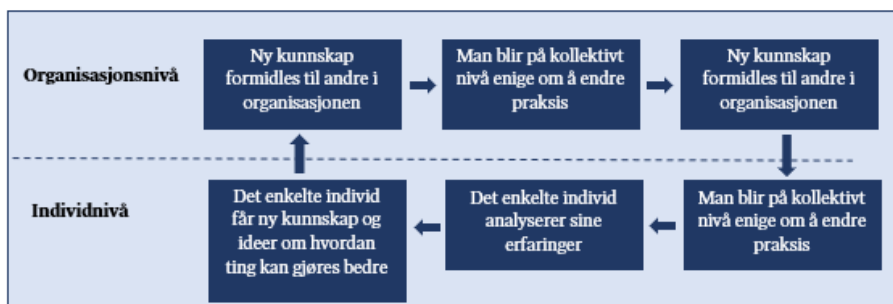 Organisasjonsnivå
Ny kunnskap
formidles til andre i
organisasjonen
Man blir på kollektivt
nivå enige om å endre
praksis
Ny kunnskap
formidles til andre i
organisasjonen
Individnivå
Det enkelte individ
får ny kunnskap og
ideer om hvordan
ting kan gjøres bedre
Det enkelte individ
analyserer sine
erfaringer
Man blir på kollektivt
nivå enige om å endre
praksis